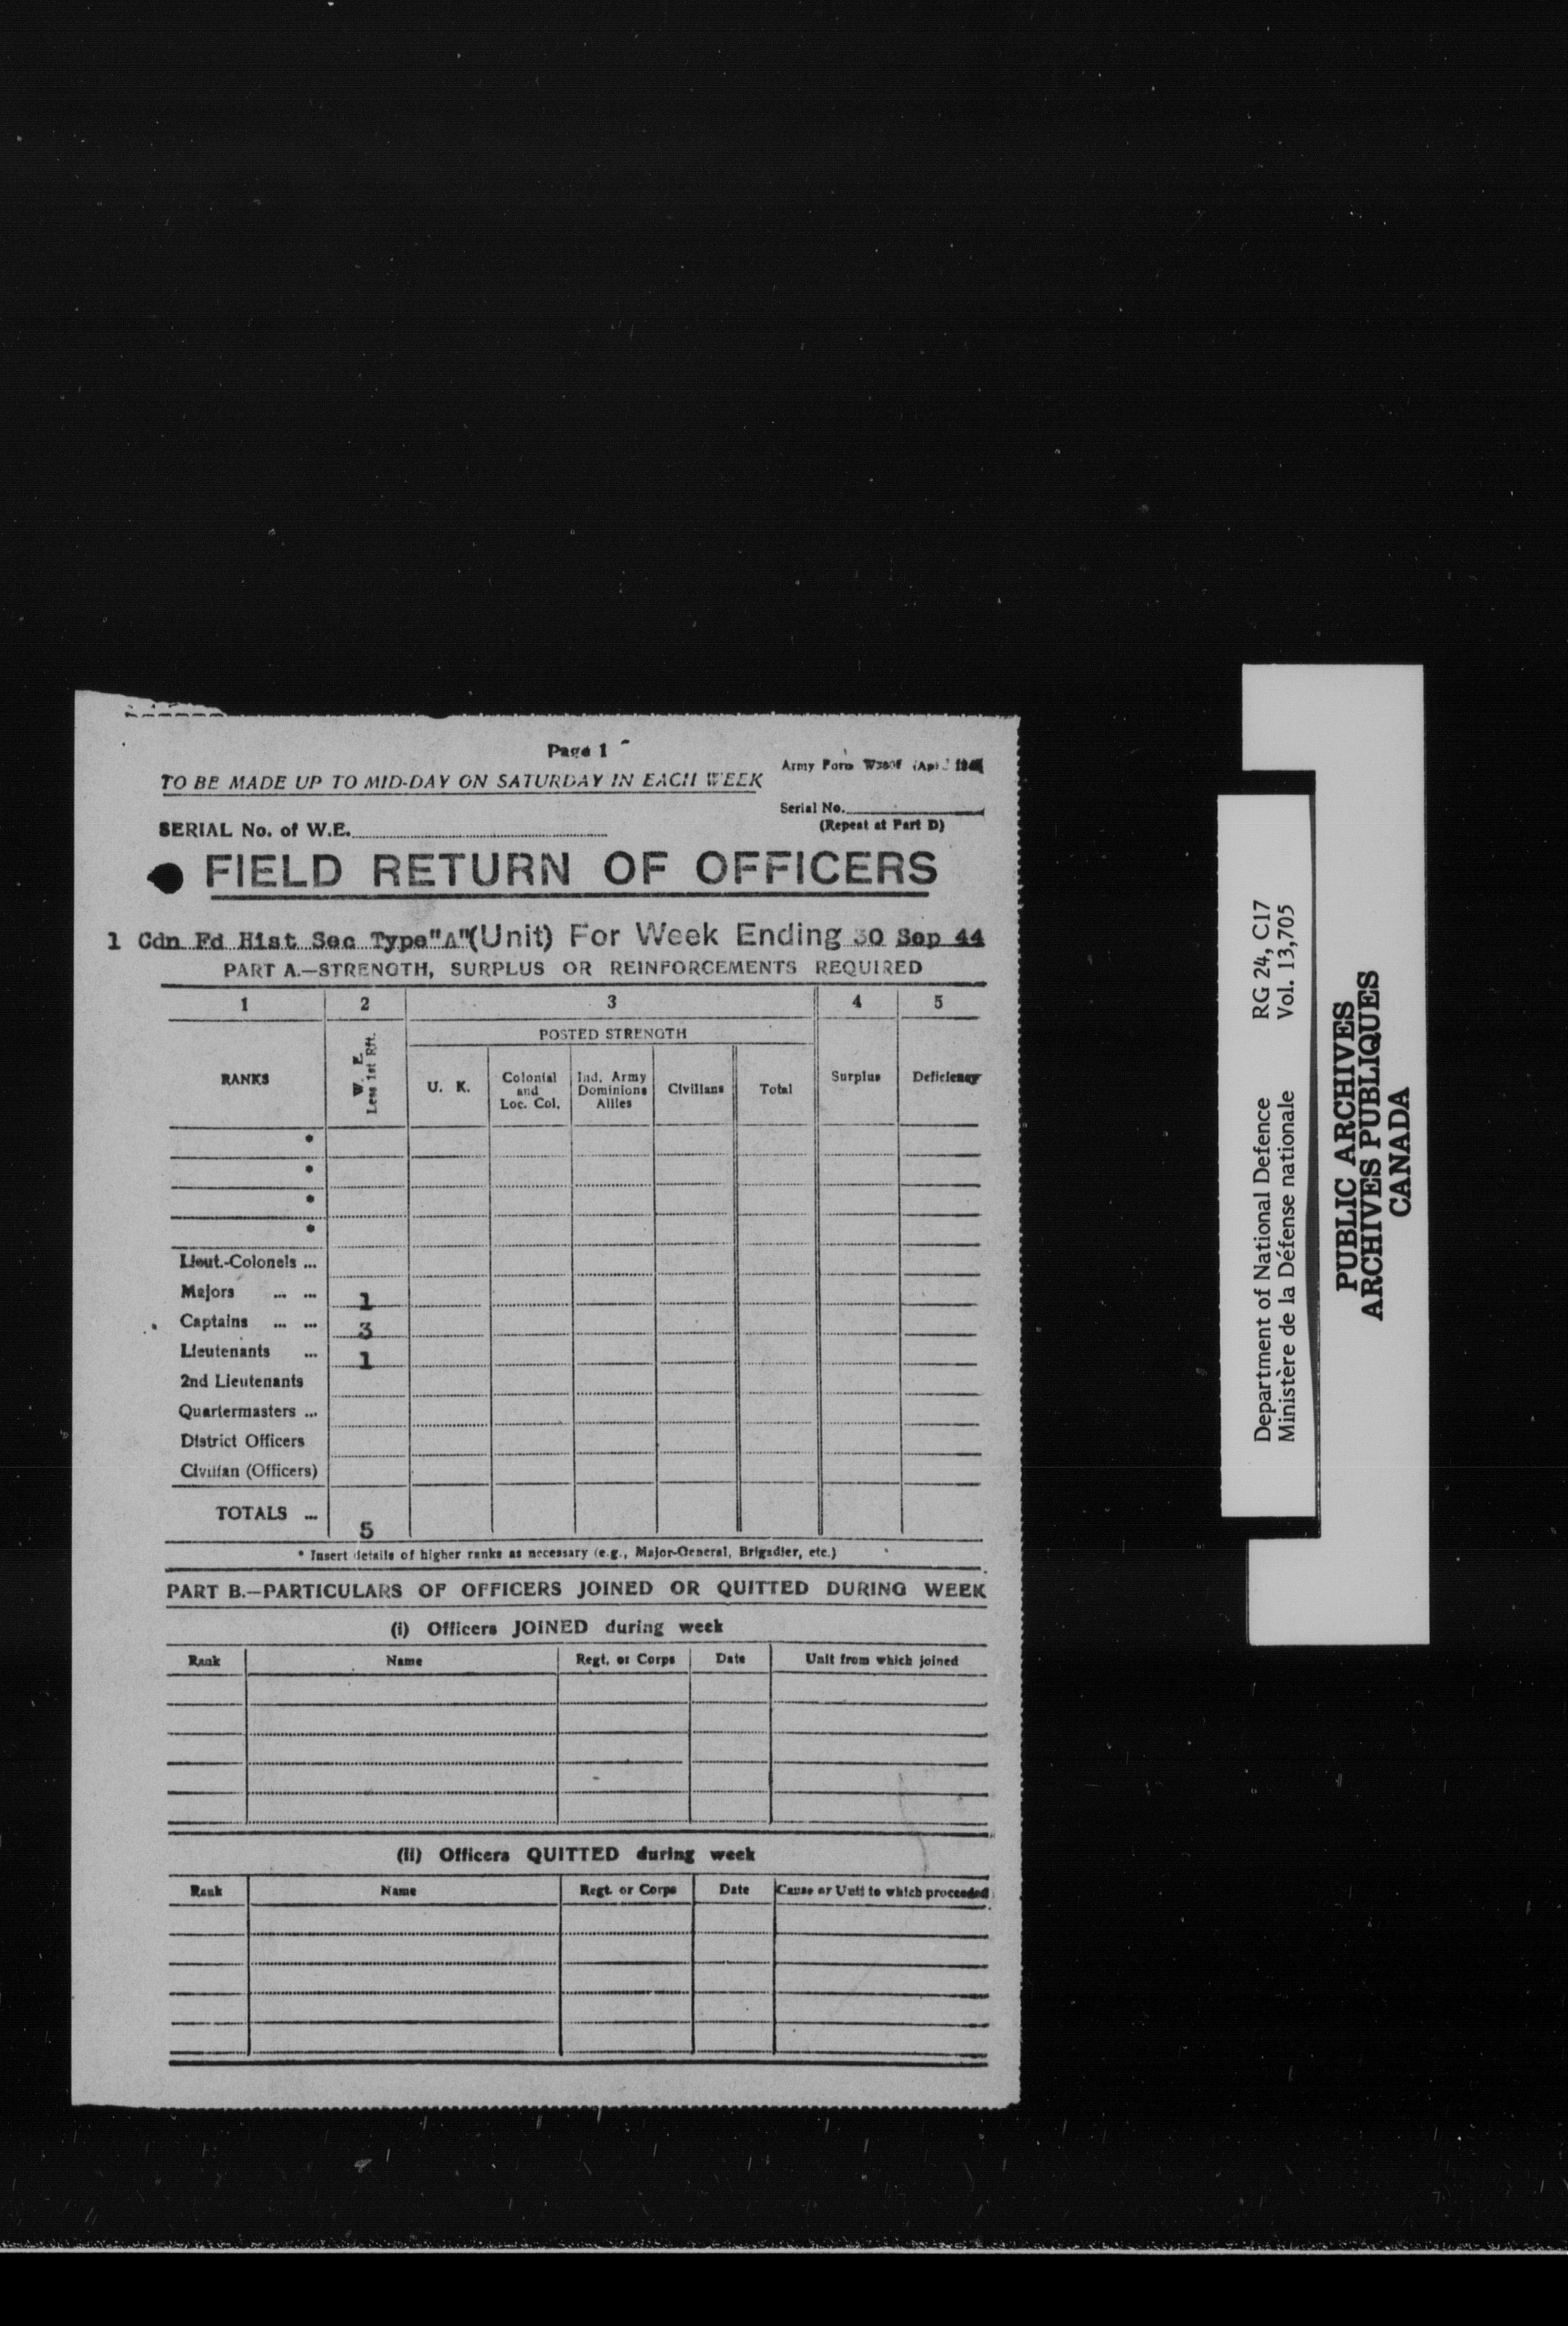 Page 1
Army Form
TO BE MADE UP TO MID-DAY ON SATURDAY IN EACH WEEK
Serial No.
SERIAL No. of W.E.
(Repeat at Part D)
FIELD RETURN OF OFFICERS
1 Cdn Fd Hist Sec Type "A" (Unit) For Week Ending 30 Sep 44
PART A.—STRENGTH, SURPLUS OR REINFORCEMENTS REQUIRED
1 2 3 4 5
RANKS
W. E.
Less 1st Rft.
POSTED STRENGTH
U. K.
Colonial
and
Loc. Col.
Ind. Army
Dominions
Allies
Civilians
Total
Surplus
Deficiency
*
*
*
*
Lieut.-Colonels ...
Majors ... ... 1
Captains ... ... 3
Lieutenants ... 1
2nd Lieutenants
Quartermasters ...
District Officers
Civilian (Officers)
TOTALS ... 5
* Insert details of higher ranks as necessary (e.g., Major-General, Brigadier, etc.)
PART B.—PARTICULARS OF OFFICERS JOINED OR QUITTED DURING WEEK
(i) Officers JOINED during week
Rank Name Regt. or Corps Date Unit from which joined
(ii) Officers QUITTED during week
Rank Name Regt. or Corps Date Cause or Unit to which proceeded
Department of National Defence RG 24, C17
Ministère de la Défense nationale Vol. 13,705
PUBLIC ARCHIVES
ARCHIVES PUBLIQUES
CANADA